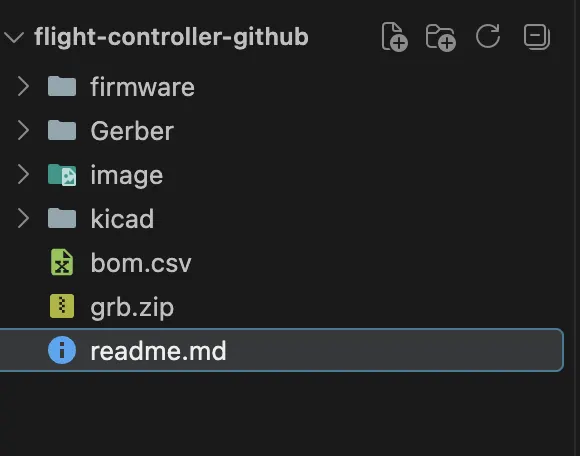 flight-controller-github
firmware
Gerber
image
kicad
bom.csv
grb.zip
readme.md